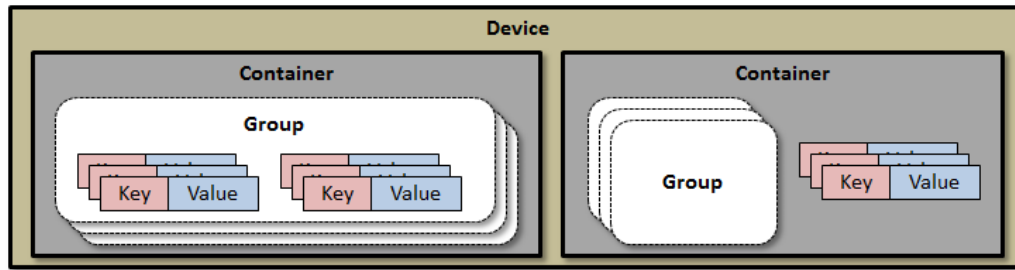 Device
Container
Group
Key Value
Key Value
Container
Group
Key Value